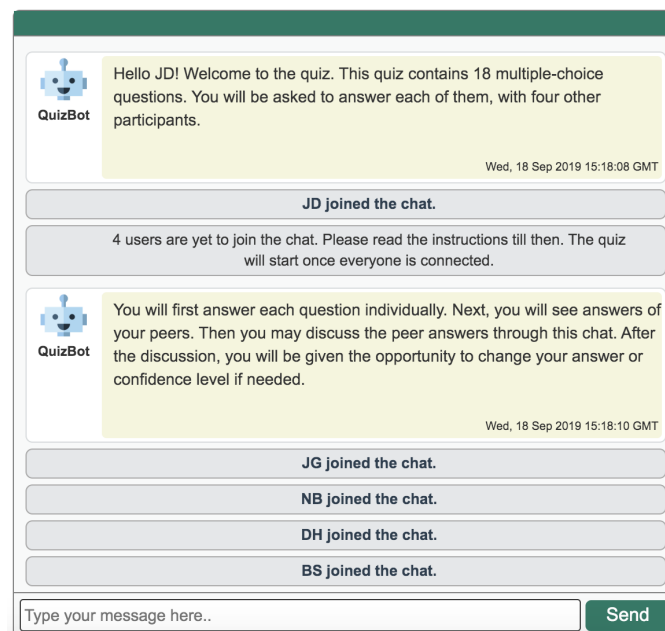 Hello JD! Welcome to the quiz. This quiz contains 18 multiple-choice
questions. You will be asked to answer each of them, with four other
participants.
QuizBot
Wed, 18 Sep 2019 15:18:08 GMT
JD joined the chat.
4 users are yet to join the chat. Please read the instructions till then. The quiz
will start once everyone is connected.
You will first answer each question individually. Next, you will see answers of
your peers. Then you may discuss the peer answers through this chat. After
the discussion, you will be given the opportunity to change your answer or
confidence level if needed.
QuizBot
Wed, 18 Sep 2019 15:18:10 GMT
JG joined the chat.
NB joined the chat.
DH joined the chat.
BS joined the chat.
Type your message here..
Send